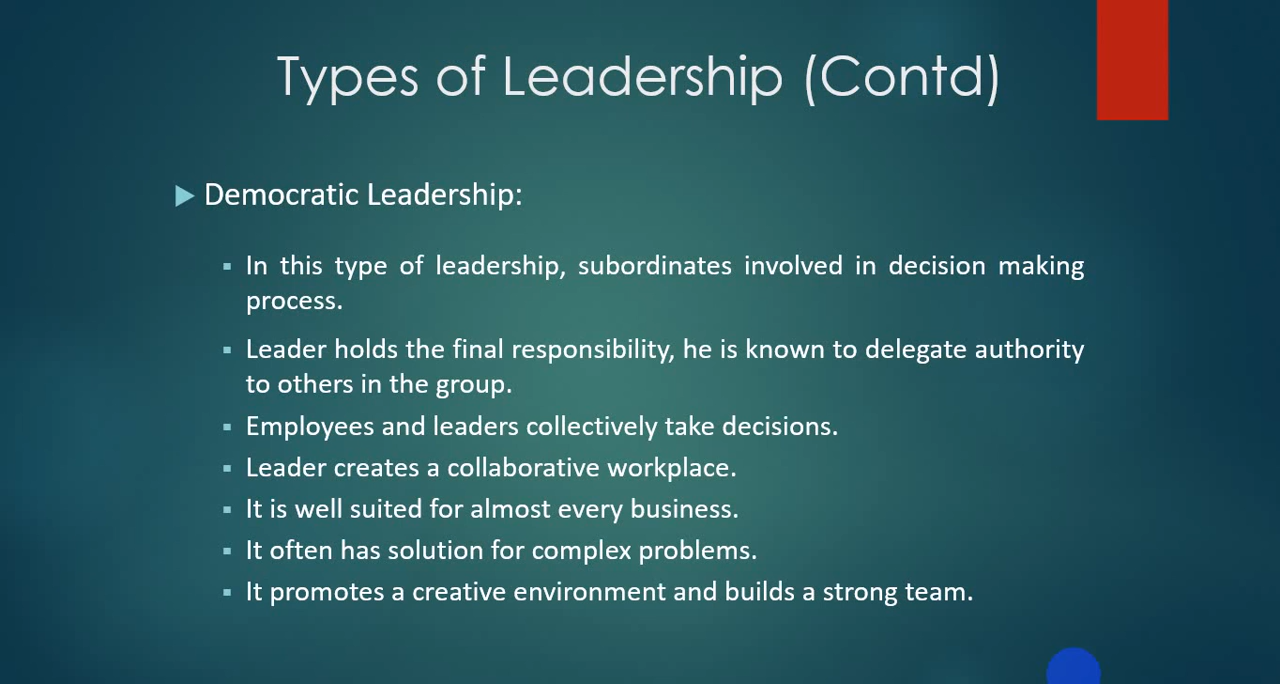 Types of Leadership (Contd)
Democratic Leadership:
In this type of leadership, subordinates involved in decision making
process.
Leader holds the final responsibility, he is known to delegate authority
to others in the group.
Employees and leaders collectively take decisions.
Leader creates a collaborative workplace.
It is well suited for almost every business.
It often has solution for complex problems.
It promotes a creative environment and builds a strong team.